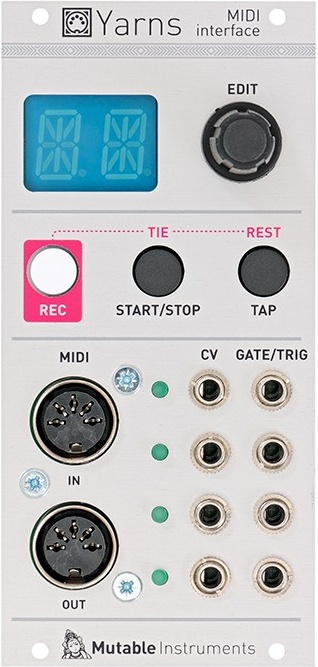 Yarns
MIDI
interface
EDIT
TIE
REST
REC
START/STOP
TAP
MIDI
CV
GATE/TRIG
IN
OUT
Mutable Instruments